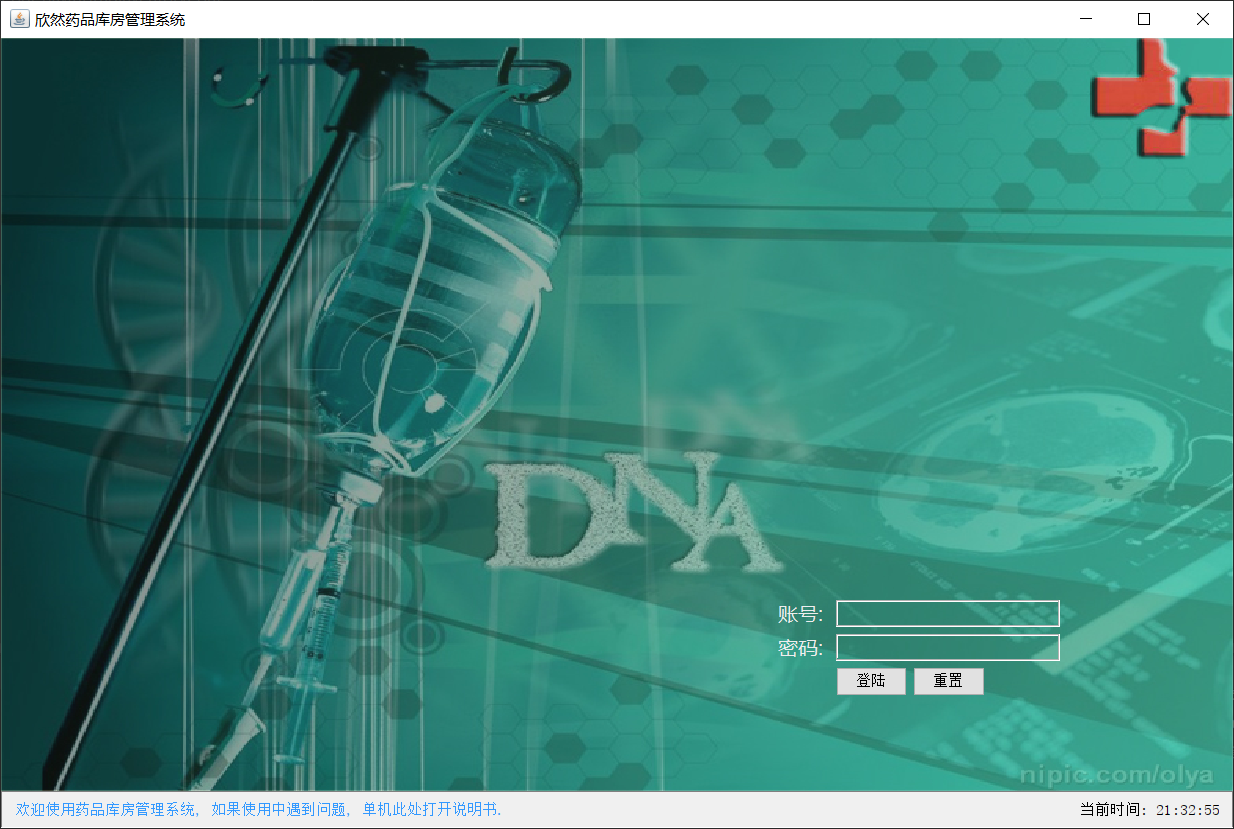 欣然药品库房管理系统
DNA
DNA
账号:
密码:
登陆 重置
nipic.com/olya
欢迎使用药品库房管理系统, 如果使用中遇到问题, 单机此处打开说明书.
当前时间: 21:32:55